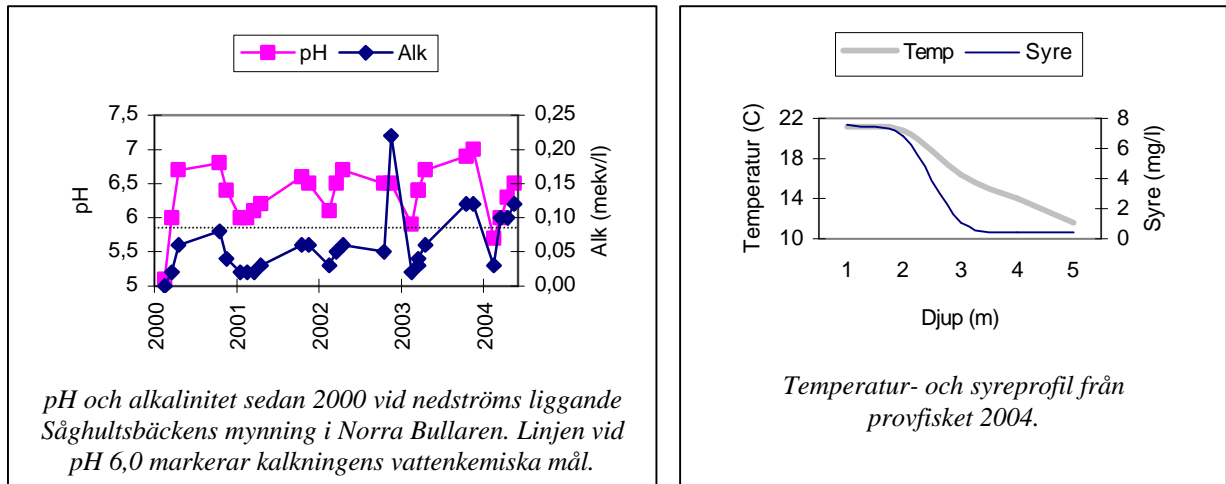 pH Alk
pH
7,5
7
6,5
6
5,5
5
0,25
0,20
0,15
0,10
0,05
0,00
Alk (mekv/l)
2000
2001
2002
2003
2004
pH och alkalinitet sedan 2000 vid nedströms liggande
Såghultsbäckens mynning i Norra Bullaren. Linjen vid
pH 6,0 markerar kalkningens vattenkemiska mål.
Temp Syre
Temperatur (C)
22
18
14
10
8
6
4
2
0
Syre (mg/l)
1 2 3 4 5
Djup (m)
Temperatur- och syreprofil från
provfisket 2004.